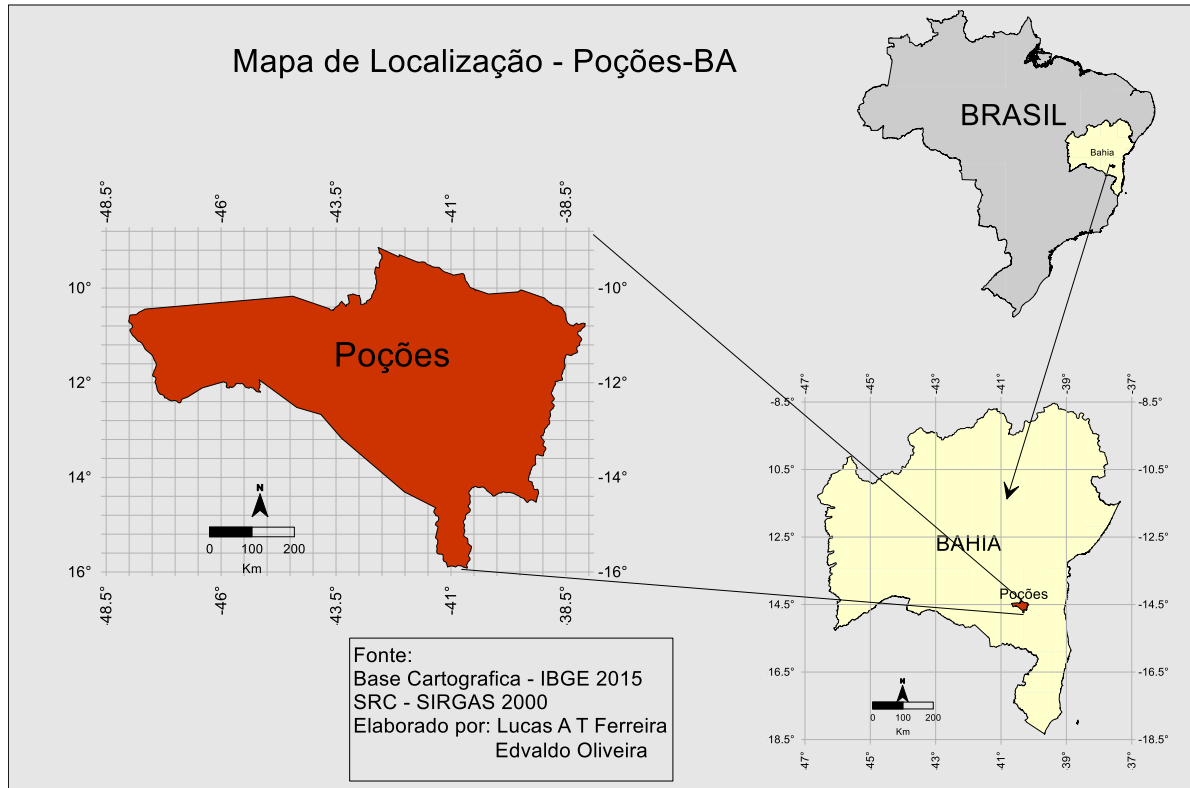 Mapa de Localização - Poções-BA
BRASIL
Bahia
-48.5°
-46°
-43.5°
-41°
-38.5°
10°
-10°
12°
-12°
14°
-14°
16°
-16°
-48.5°
-46°
-43.5°
-41°
-38.5°
Poções
N
0 100 200
Km
-47°
-45°
-43°
-41°
-39°
-37°
-8.5°
-8.5°
10.5°
-10.5°
12.5°
-12.5°
14.5°
-14.5°
16.5°
-16.5°
18.5°
-18.5°
47°
-45°
-43°
-41°
-39°
-37°
BAHIA
Poções
N
0 100 200
Km
Fonte:
Base Cartografica - IBGE 2015
SRC - SIRGAS 2000
Elaborado por: Lucas A T Ferreira
Edvaldo Oliveira